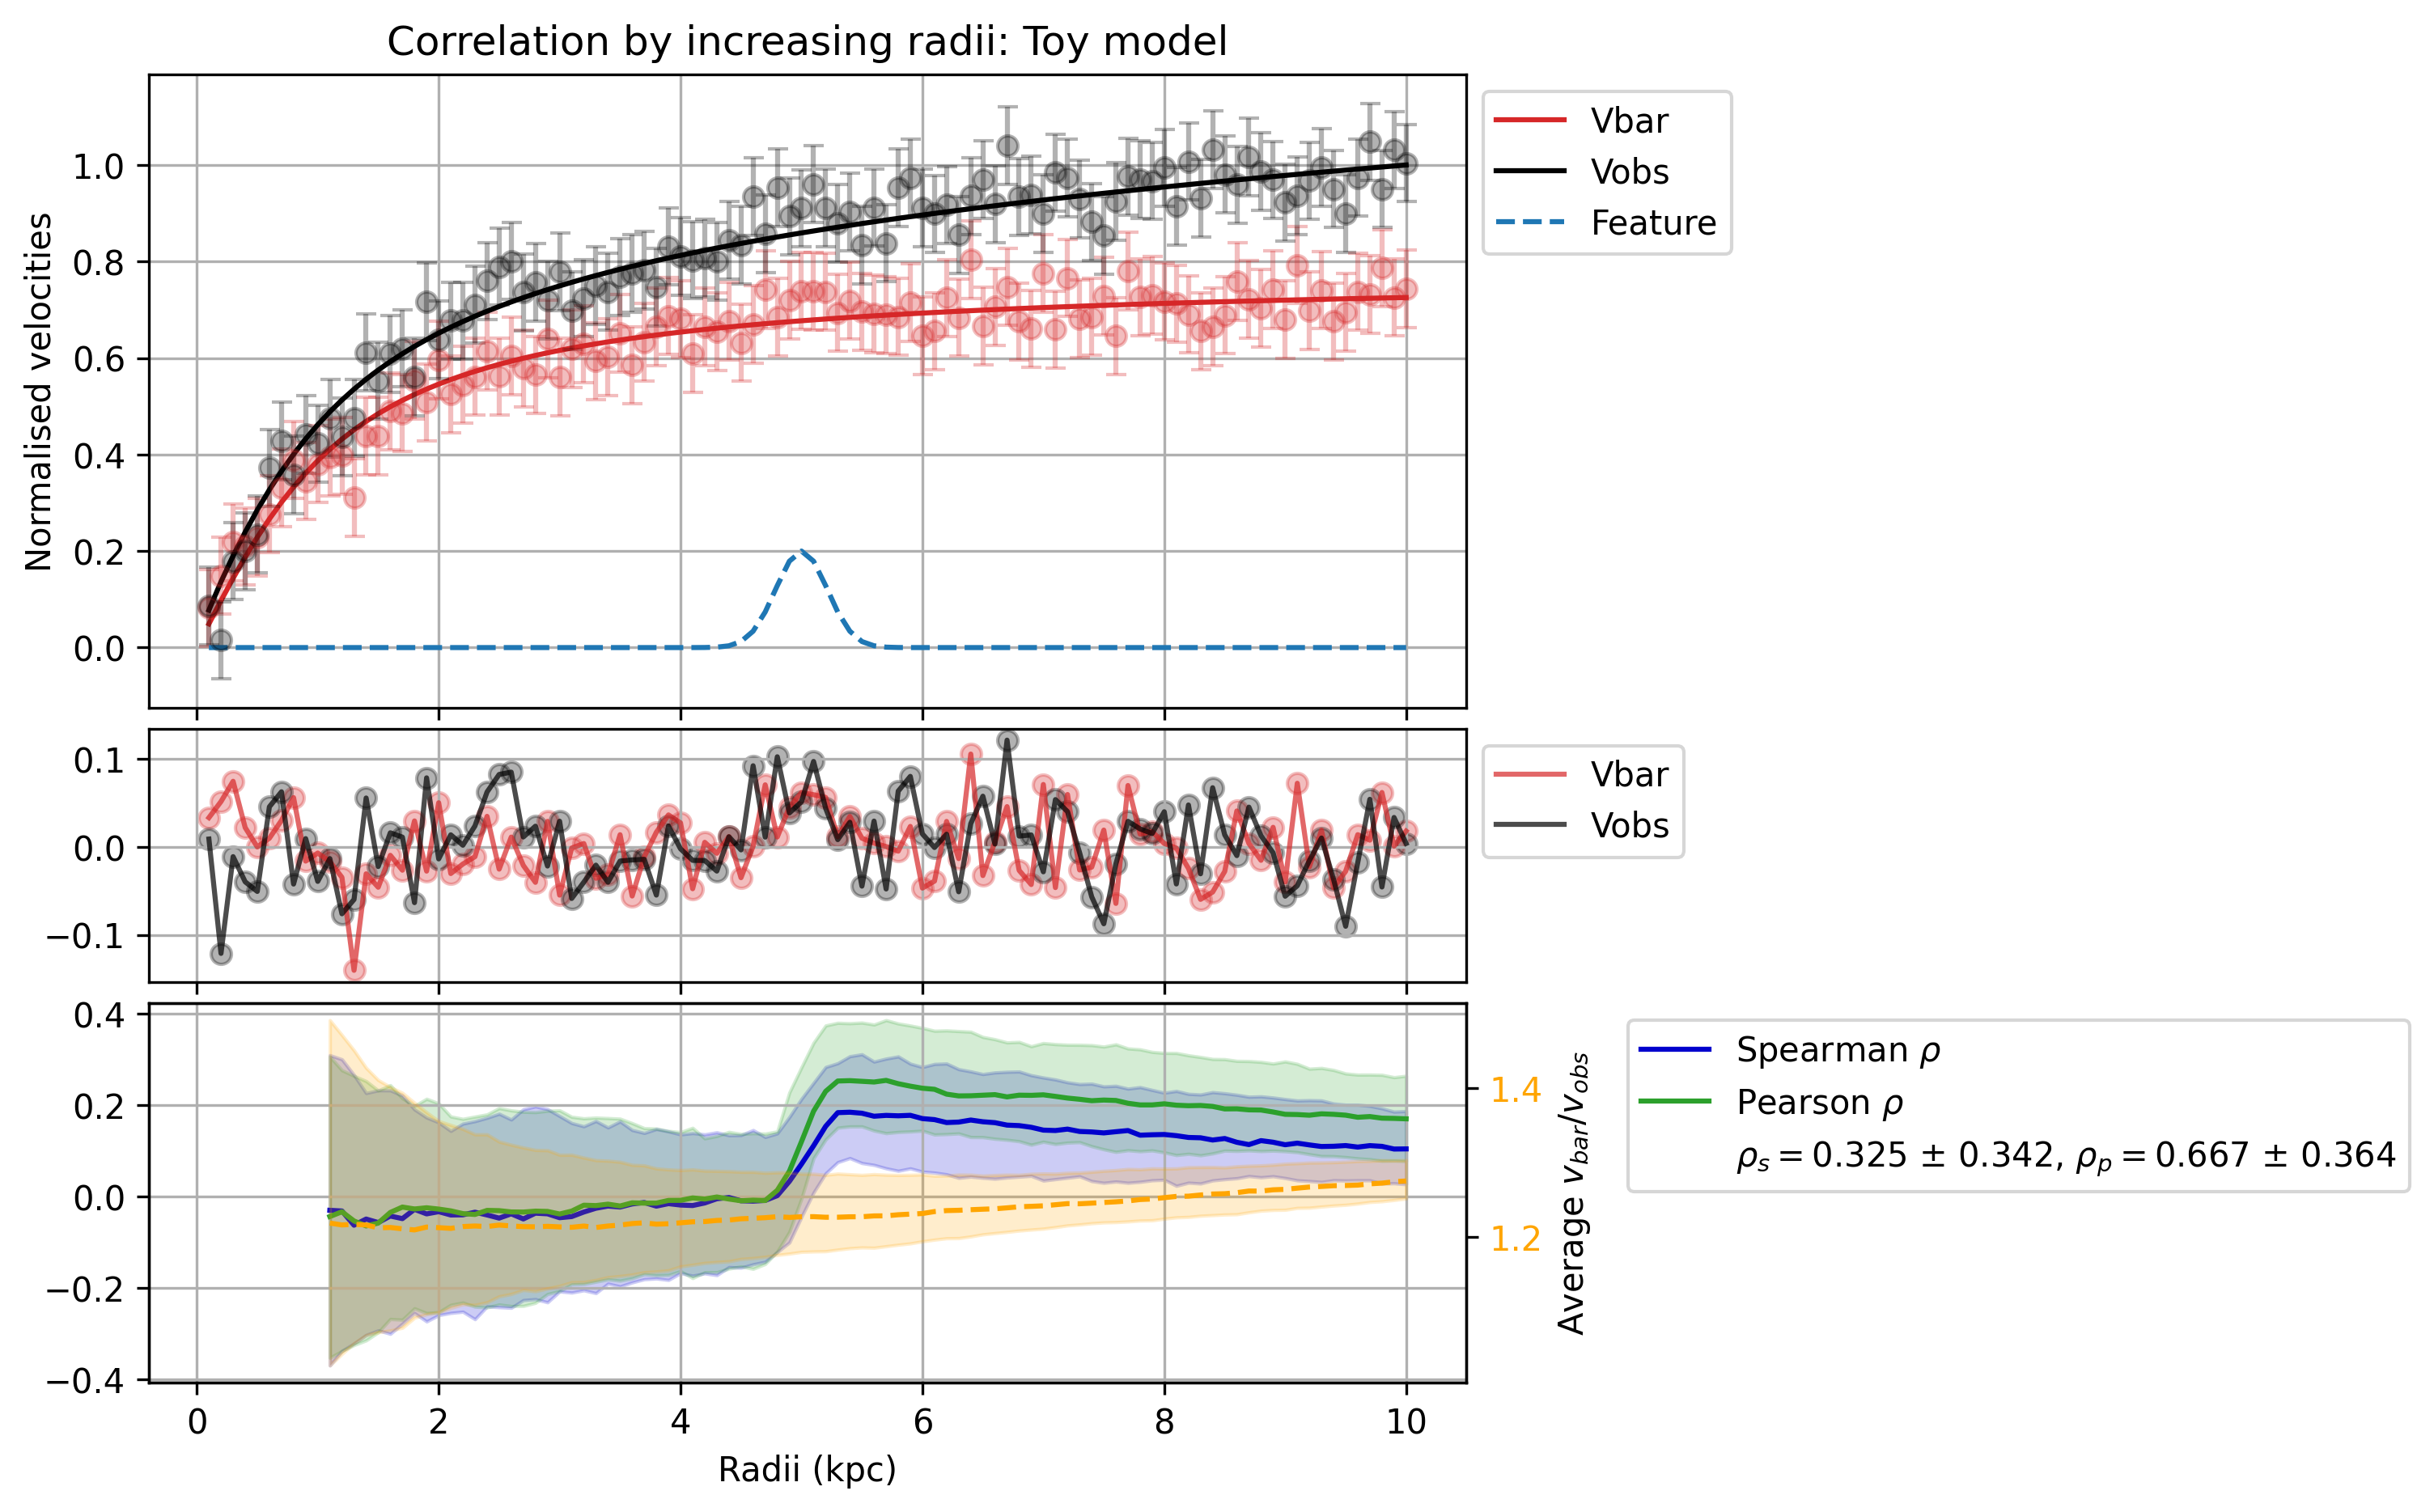 Correlation by increasing radii: Toy model
Normalised velocities
1.0
0.8
0.6
0.4
0.2
0.0
Vbar
Vobs
Feature
0.1
0.0
−0.1
Vbar
Vobs
0.4
0.2
0.0
−0.2
−0.4
1.4
1.2
Average v_bar/v_obs
Spearman ρ
Pearson ρ
ρ_s = 0.325 ± 0.342, ρ_p = 0.667 ± 0.364
0 2 4 6 8 10
Radii (kpc)